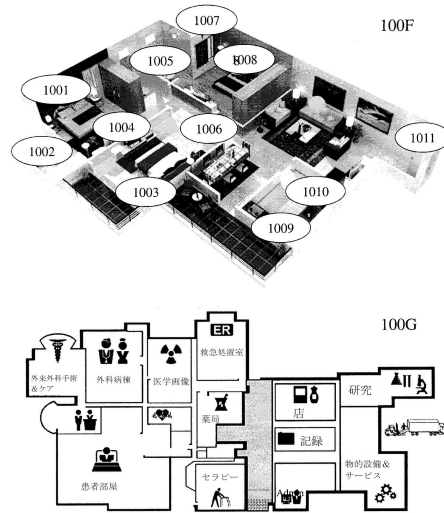 100F
1007
1005
1008
1001
1004
1006
1011
1002
1003
1010
1009
100G
ER
救急処置室
外来外科手術
&ケア
外科病棟
医学画像
研究
店
薬局
記録
物的設備&
サービス
セラピー
患者部屋
Admin